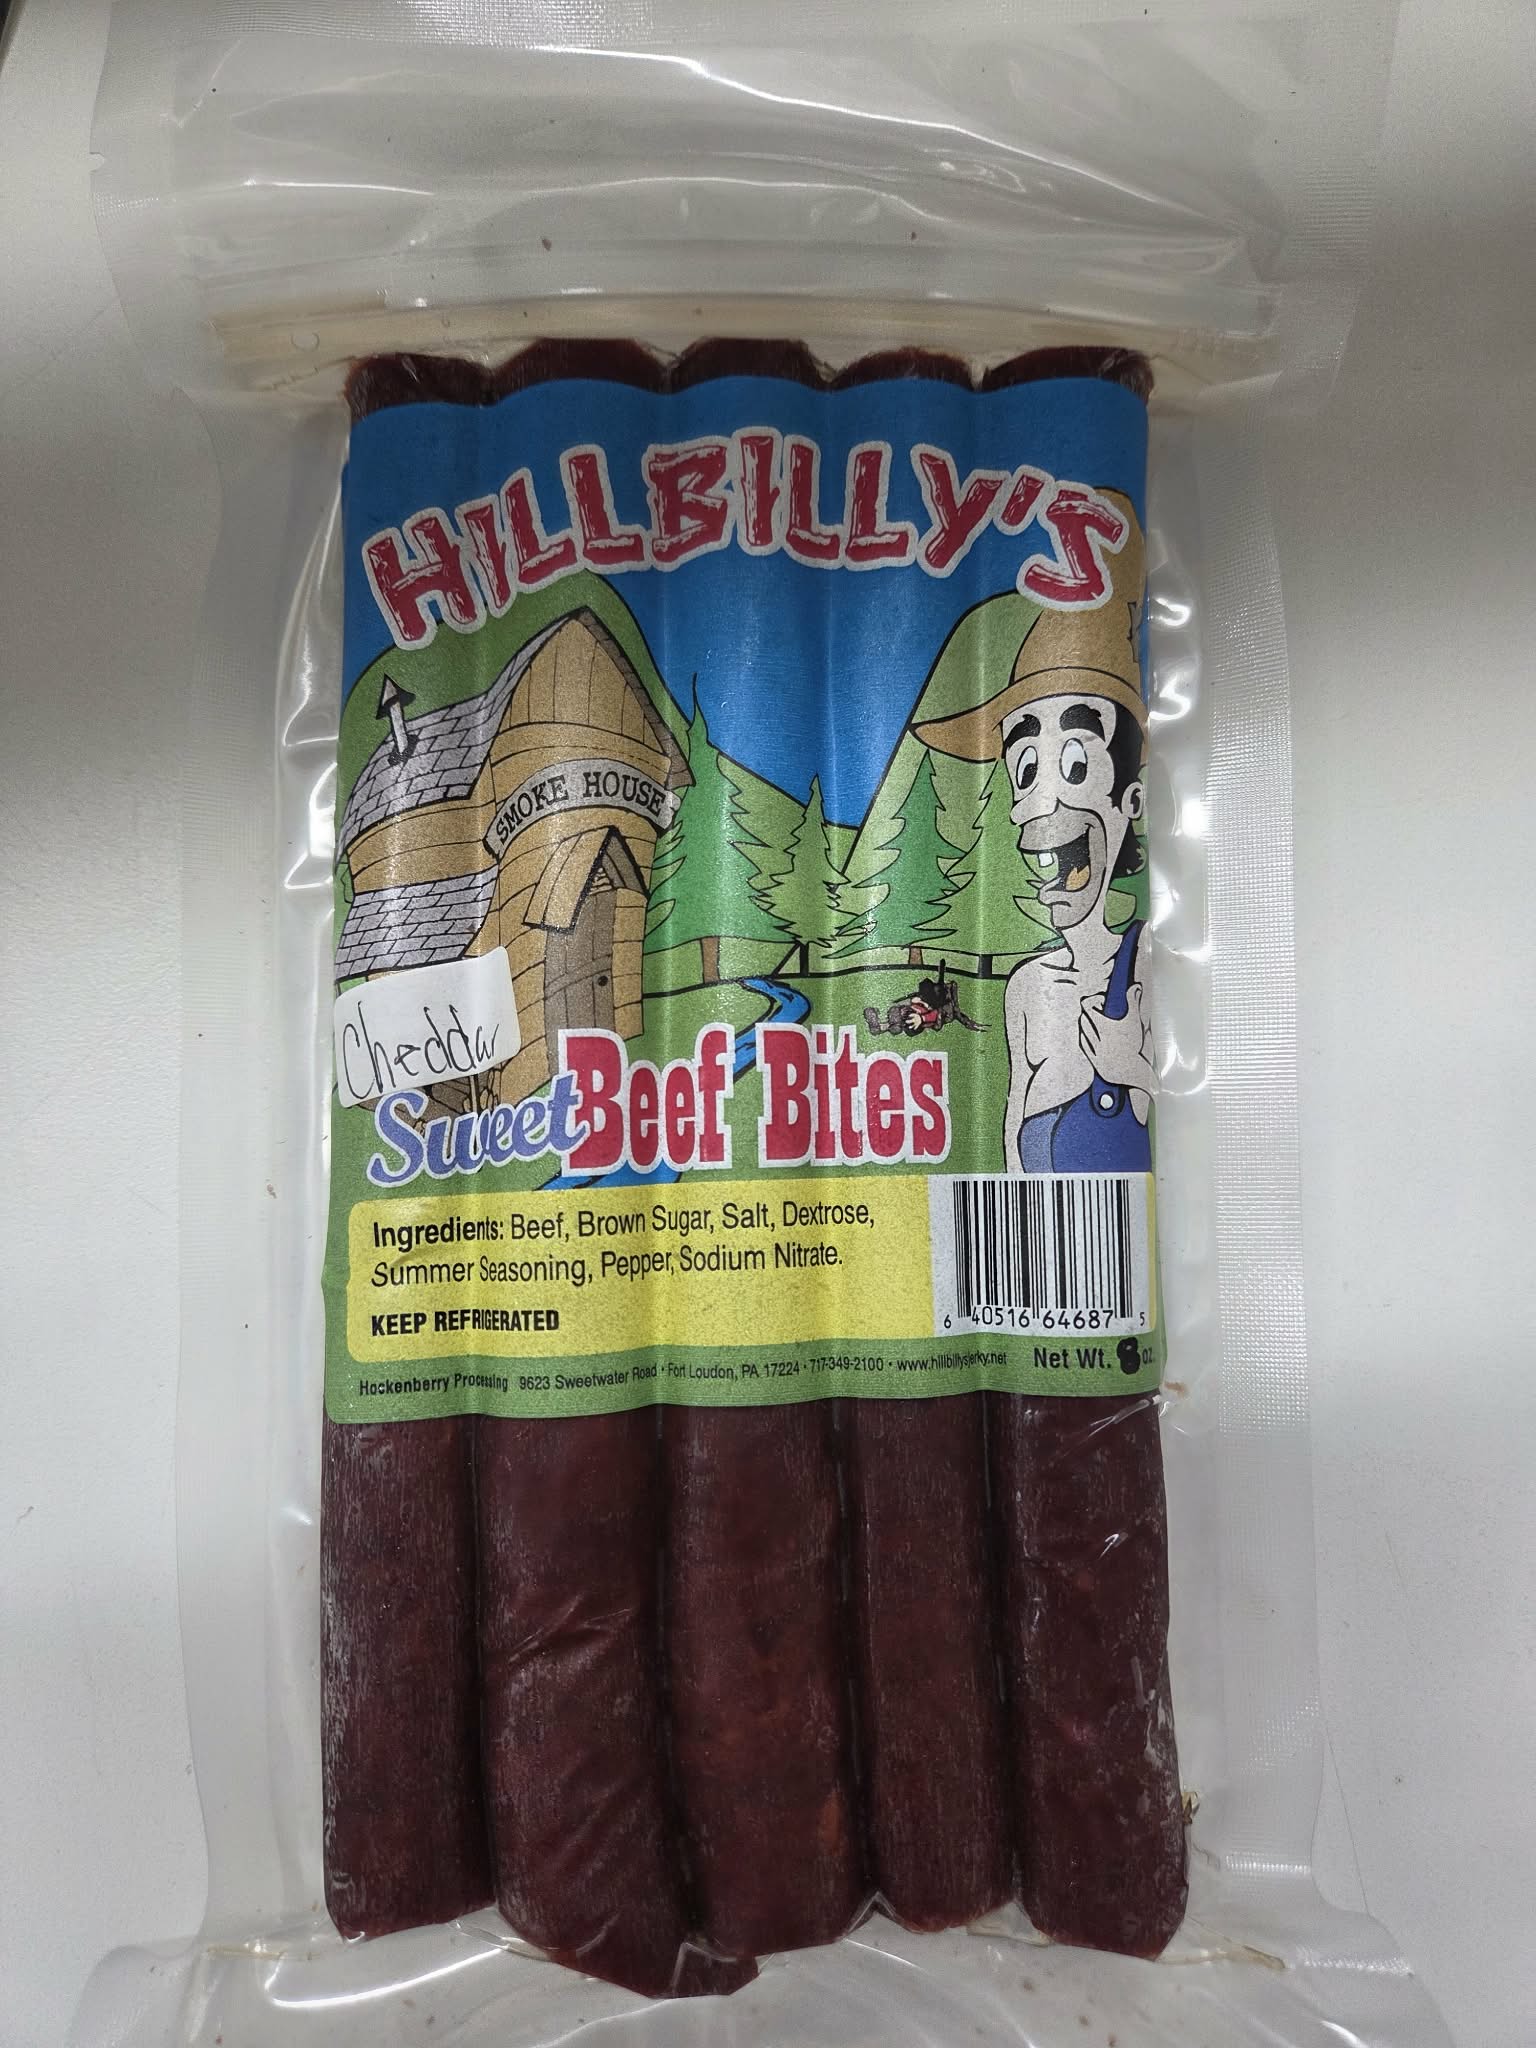 HILLBILLY'S
SMOKE HOUSE
Cheddar
Sweet Beef Bites
Ingredients: Beef, Brown Sugar, Salt, Dextrose,
Summer Seasoning, Pepper, Sodium Nitrate.
KEEP REFRIGERATED
6 40516 64687 5
Net Wt. 8 oz.
Hockenberry Processing 9623 Sweetwater Road • Fort Loudon, PA 17224 • 717-349-2100 • www.hillbillysjerky.net